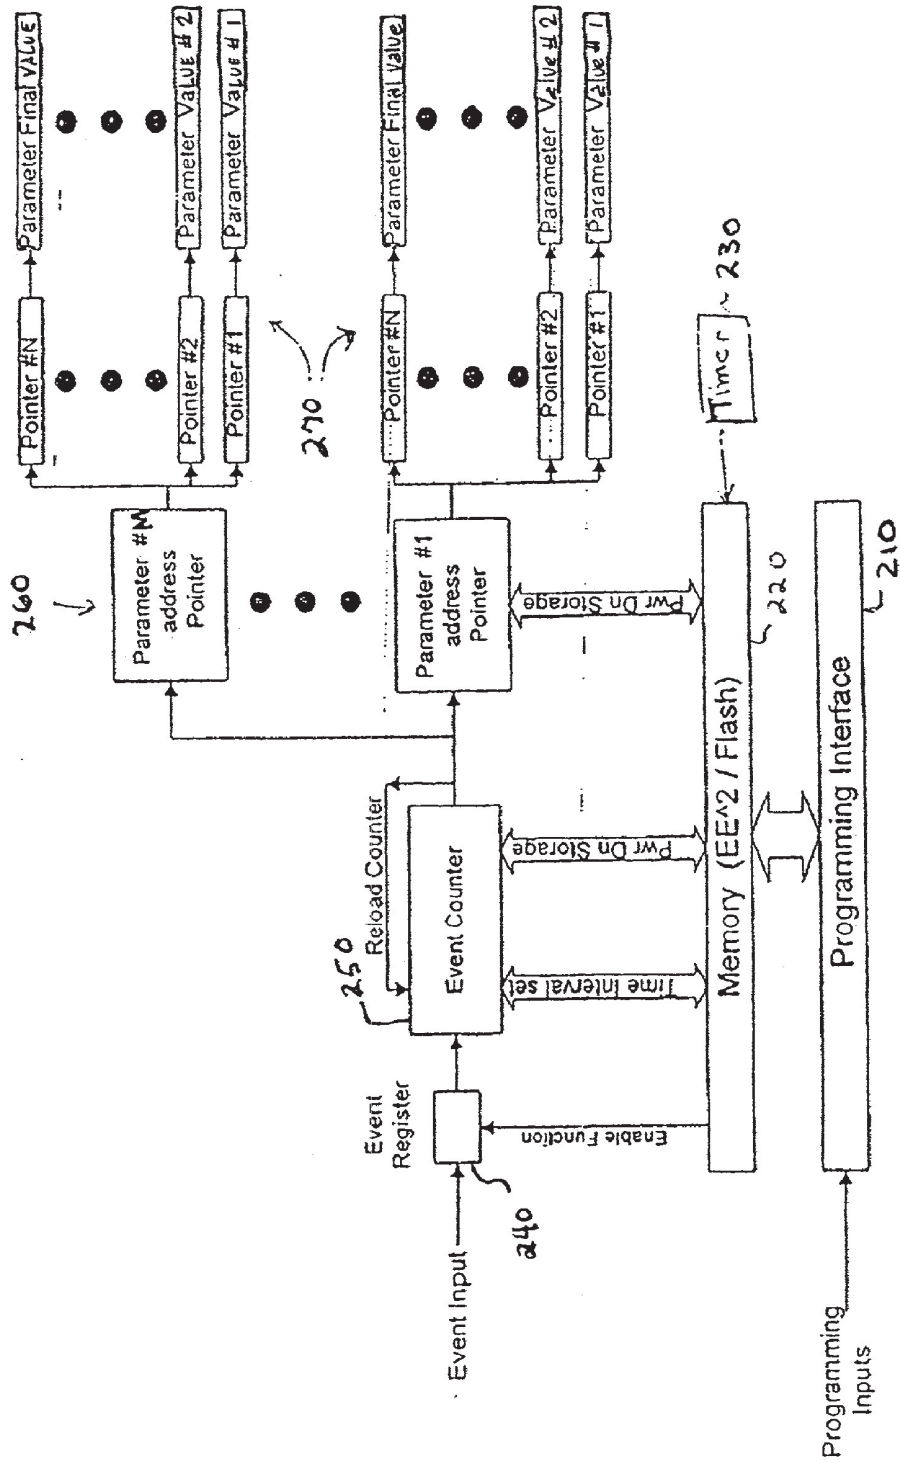 Parameter Final VALUE
Parameter VALUE #2
Parameter VALUE #1
Pointer #N
Pointer #2
Pointer #1
270
Parameter Final Value
Parameter Value #2
Parameter Value #1
Pointer #N
Pointer #2
Pointer #1
260
Parameter #M
address
Pointer
Parameter #1
address
Pointer
Timer
230
Pwr Dn Storage
Reload Counter
250
Event Counter
Pwr Dn Storage
Time Interval set
Event
Register
240
Enable Function
Event Input
Memory (EE^2 / Flash)
220
Programming Interface
210
Programming
Inputs